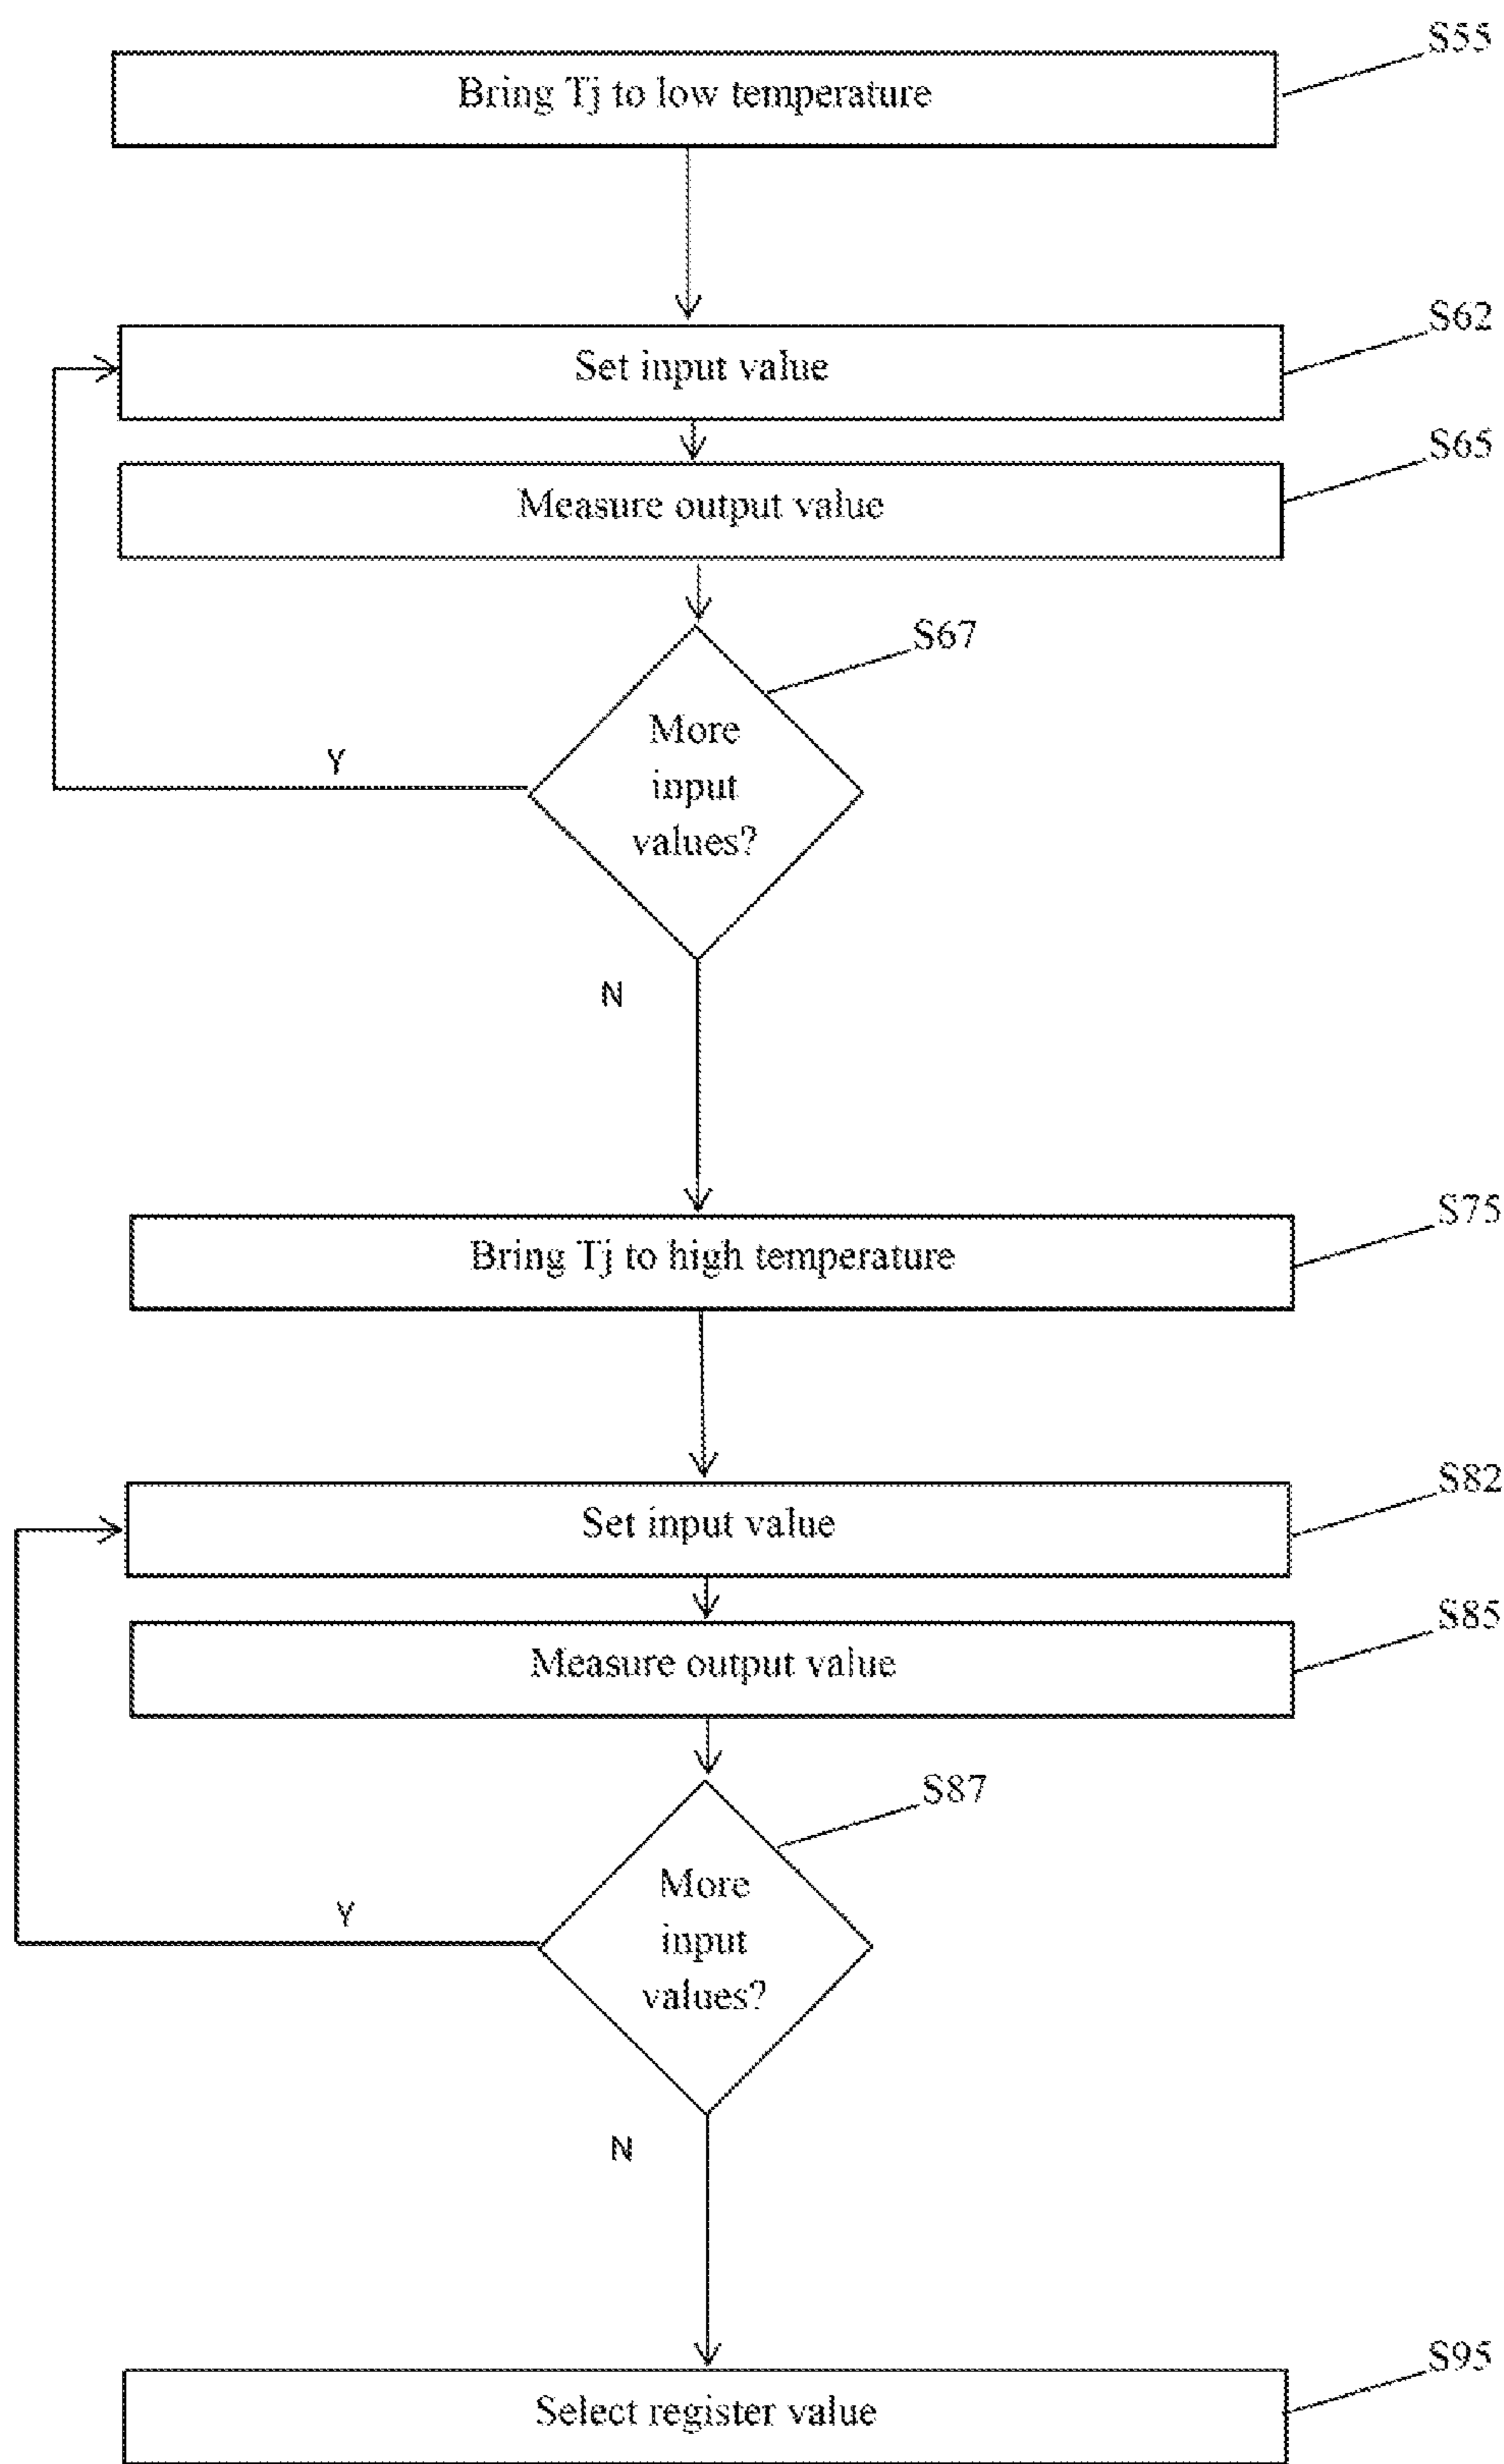 S55
Bring Tj to low temperature
S62
Set input value
S65
Measure output value
S67
More
input
values?
Y
N
S75
Bring Tj to high temperature
S82
Set input value
S85
Measure output value
S87
More
input
values?
Y
N
S95
Select register value